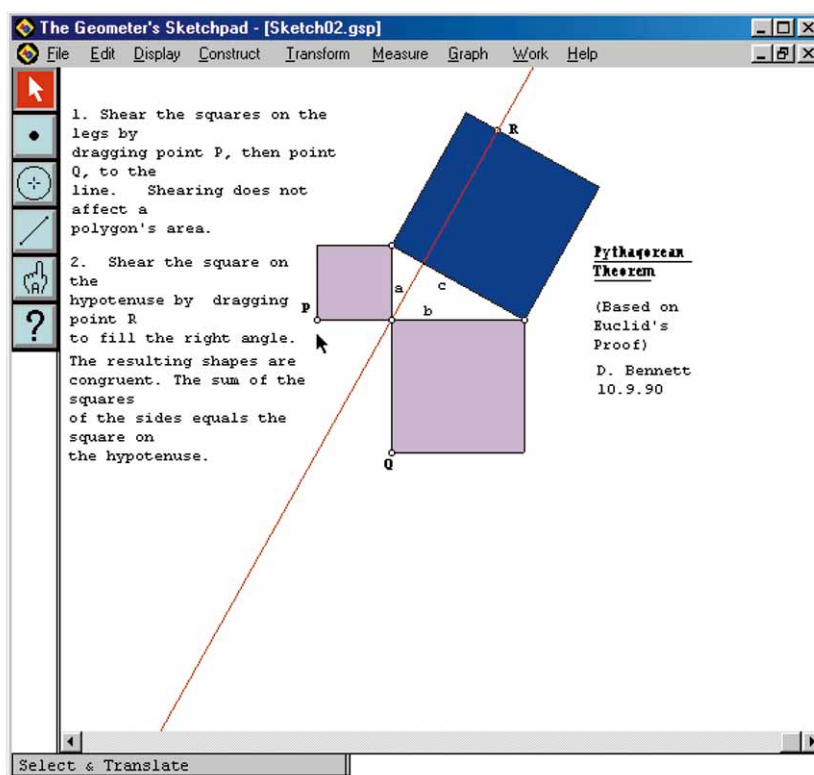 The Geometer's Sketchpad - [Sketch02.gsp]
File Edit Display Construct Transform Measure Graph Work Help
1. Shear the squares on the
legs by
dragging point P, then point
Q, to the
line. Shearing does not
affect a
polygon's area.
2. Shear the square on
the
hypotenuse by dragging
point R
to fill the right angle.
The resulting shapes are
congruent. The sum of the
squares
of the sides equals the
square on
the hypotenuse.
R
P
a
c
b
Q
Pythagorean
Theorem
(Based on
Euclid's
Proof)
D. Bennett
10.9.90
A
?
Select & Translate